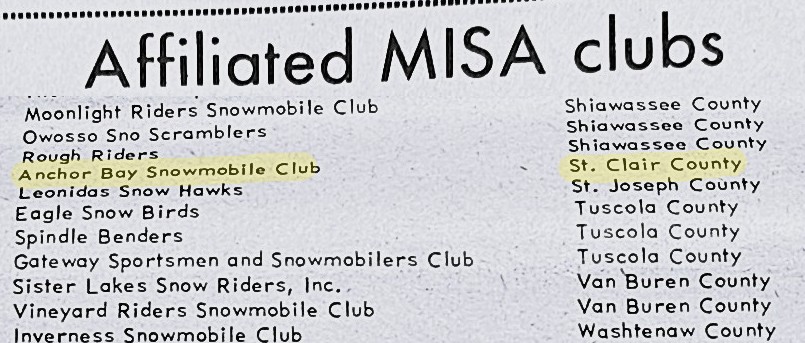 Affiliated MISA clubs
Moonlight Riders Snowmobile Club Shiawassee County
Owosso Sno Scramblers Shiawassee County
Rough Riders Shiawassee County
Anchor Bay Snowmobile Club St. Clair County
Leonidas Snow Hawks St. Joseph County
Eagle Snow Birds Tuscola County
Spindle Benders Tuscola County
Gateway Sportsmen and Snowmobilers Club Tuscola County
Sister Lakes Snow Riders, Inc. Van Buren County
Vineyard Riders Snowmobile Club Van Buren County
Inverness Snowmobile Club Washtenaw County